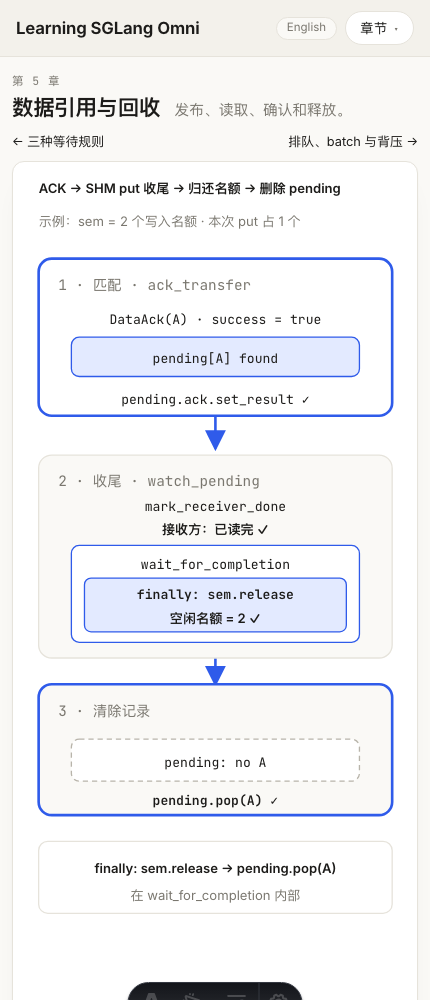 Learning SGLang Omni
English
章节 ·
第 5 章
数据引用与回收 发布、读取、确认和释放。
← 三种等待规则
排队、batch 与背压 →
ACK → SHM put 收尾 → 归还名额 → 删除 pending
示例：sem = 2 个写入名额 · 本次 put 占 1 个
1 · 匹配 · ack_transfer
DataAck(A) · success = true
pending[A] found
pending.ack.set_result ✓
2 · 收尾 · watch_pending
mark_receiver_done
接收方：已读完 ✓
wait_for_completion
finally: sem.release
空闲名额 = 2 ✓
3 · 清除记录
pending: no A
pending.pop(A) ✓
finally: sem.release → pending.pop(A)
在 wait_for_completion 内部